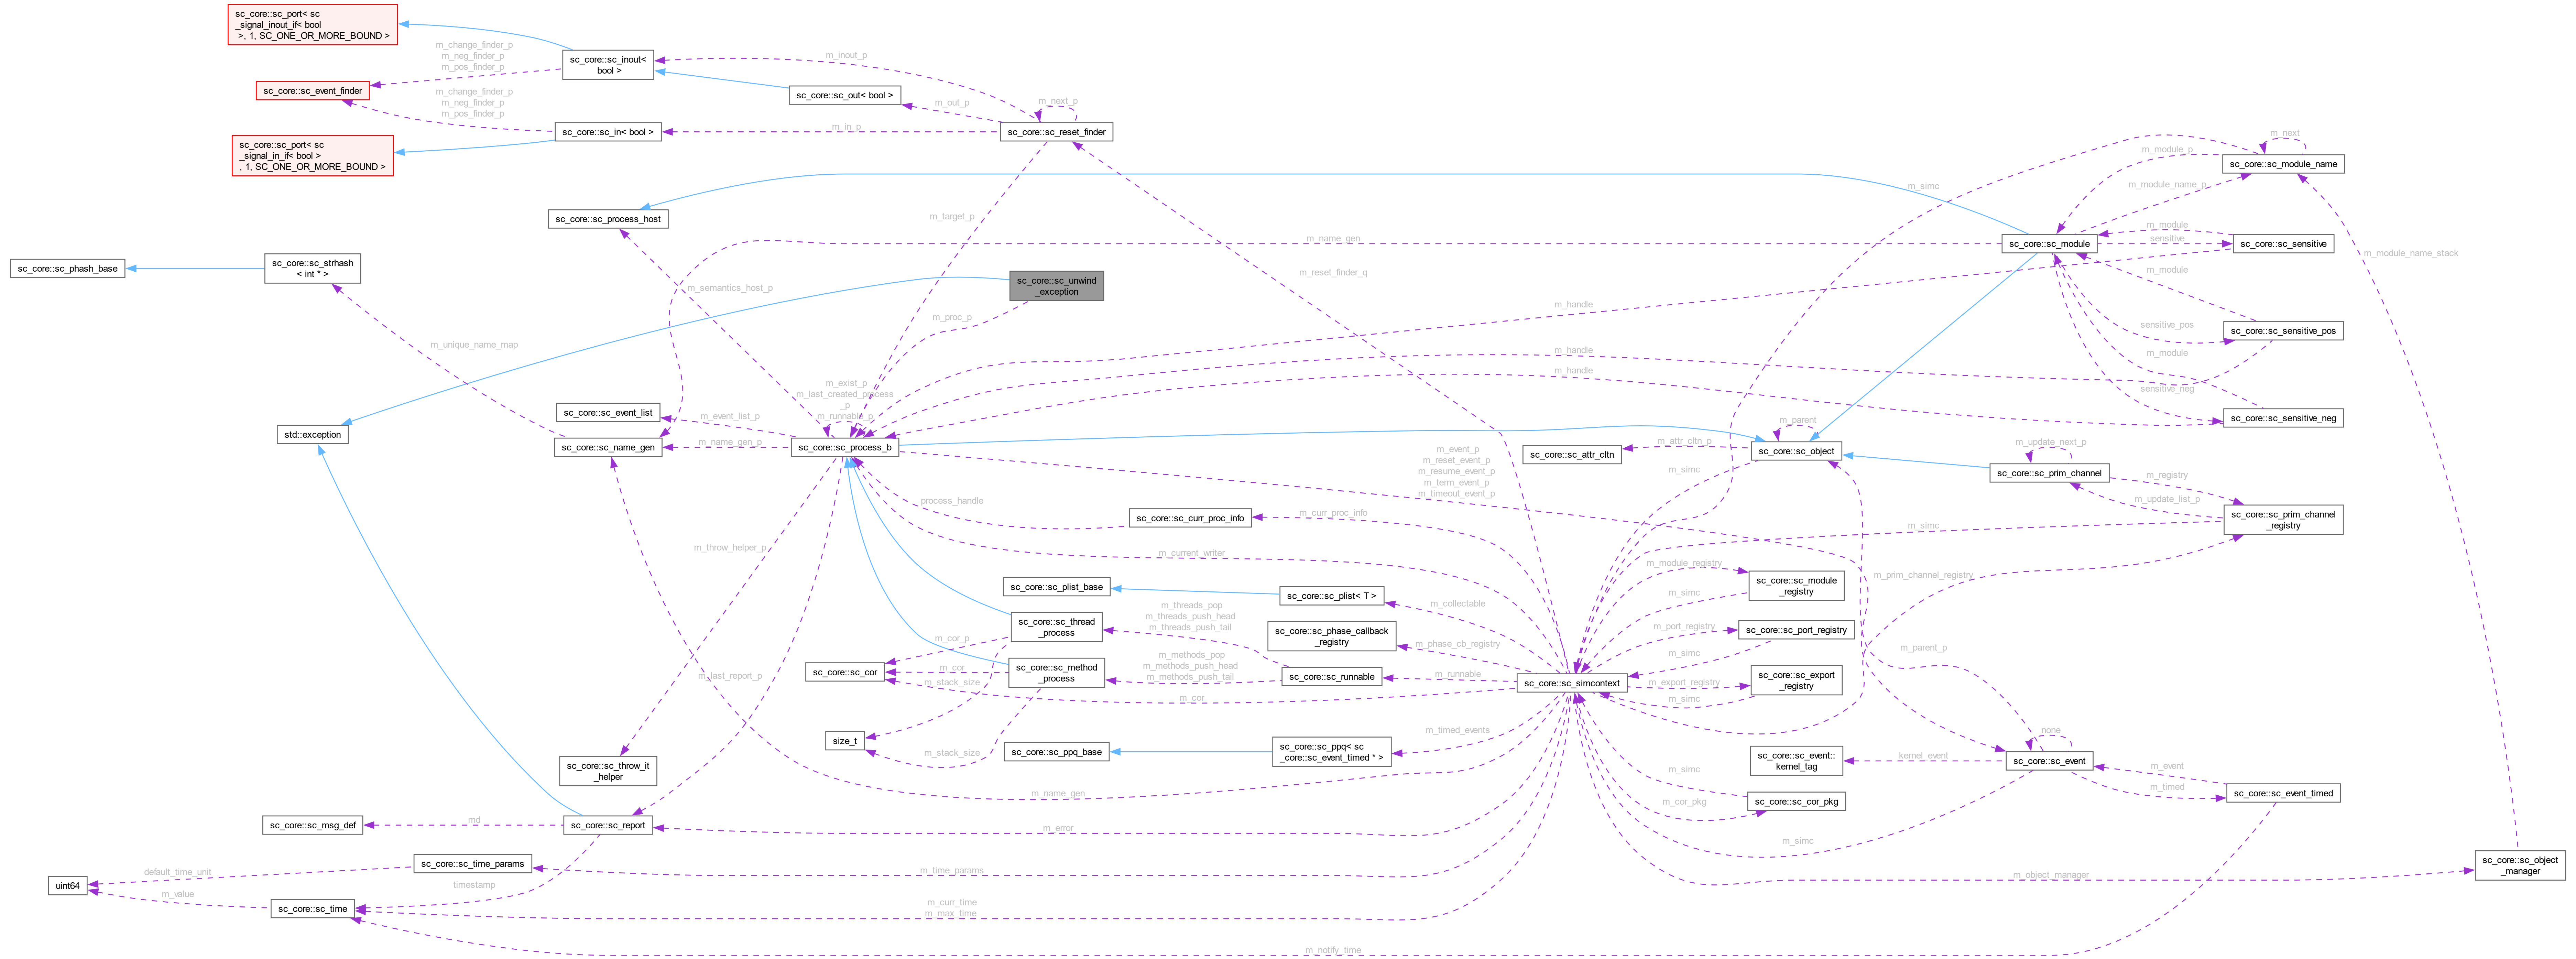 sc_core::sc_port< sc
_signal_inout_if< bool
>, 1, SC_ONE_OR_MORE_BOUND >
m_change_finder_p
m_neg_finder_p
m_pos_finder_p
sc_core::sc_inout<
bool >
m_inout_p
sc_core::sc_event_finder
m_change_finder_p
m_neg_finder_p
m_pos_finder_p
sc_core::sc_out< bool >
m_out_p
m_next_p
sc_core::sc_in< bool >
m_in_p
sc_core::sc_reset_finder
sc_core::sc_port< sc
_signal_in_if< bool >
, 1, SC_ONE_OR_MORE_BOUND >
m_next
m_module_p
sc_core::sc_module_name
m_simc
m_module_name_p
sc_core::sc_process_host
m_target_p
m_name_gen
sc_core::sc_module
m_module
sensitive
sc_core::sc_sensitive
m_module_name_stack
sc_core::sc_phash_base
sc_core::sc_strhash
< int * >
m_semantics_host_p
sc_core::sc_unwind
_exception
m_reset_finder_q
m_module
m_handle
m_proc_p
sensitive_pos
sc_core::sc_sensitive_pos
m_unique_name_map
m_handle
m_module
m_handle
sensitive_neg
sc_core::sc_sensitive_neg
m_exist_p
m_last_created_process
_p
m_runnable_p
sc_core::sc_event_list
m_event_list_p
std::exception
sc_core::sc_name_gen
m_name_gen_p
sc_core::sc_process_b
m_parent
m_attr_cltn_p
sc_core::sc_attr_cltn
sc_core::sc_object
m_event_p
m_reset_event_p
m_resume_event_p
m_term_event_p
m_timeout_event_p
m_simc
m_update_next_p
sc_core::sc_prim_channel
m_registry
m_update_list_p
sc_core::sc_prim_channel
_registry
process_handle
sc_core::sc_curr_proc_info
m_curr_proc_info
m_simc
m_throw_helper_p
m_current_writer
m_module_registry
sc_core::sc_module
_registry
m_prim_channel_registry
sc_core::sc_plist_base
sc_core::sc_plist< T >
m_collectable
m_simc
sc_core::sc_thread
_process
m_threads_pop
m_threads_push_head
m_threads_push_tail
sc_core::sc_phase_callback
_registry
m_phase_cb_registry
m_port_registry
sc_core::sc_port_registry
m_simc
m_parent_p
m_cor_p
sc_core::sc_cor
m_cor
m_stack_size
sc_core::sc_method
_process
m_methods_pop
m_methods_push_head
m_methods_push_tail
sc_core::sc_runnable
m_runnable
sc_core::sc_simcontext
m_export_registry
sc_core::sc_export
_registry
m_simc
m_last_report_p
m_cor
size_t
m_stack_size
sc_core::sc_ppq_base
sc_core::sc_ppq< sc
_core::sc_event_timed * >
m_timed_events
none
sc_core::sc_event::
kernel_tag
kernel_event
sc_core::sc_event
sc_core::sc_throw_it
_helper
m_simc
m_event
m_timed
sc_core::sc_event_timed
m_name_gen
m_cor_pkg
sc_core::sc_cor_pkg
sc_core::sc_msg_def
md
sc_core::sc_report
m_error
m_simc
sc_core::sc_time_params
sc_core::sc_object
_manager
default_time_unit
uint64
m_value
timestamp
m_time_params
m_object_manager
sc_core::sc_time
m_curr_time
m_max_time
m_notify_time